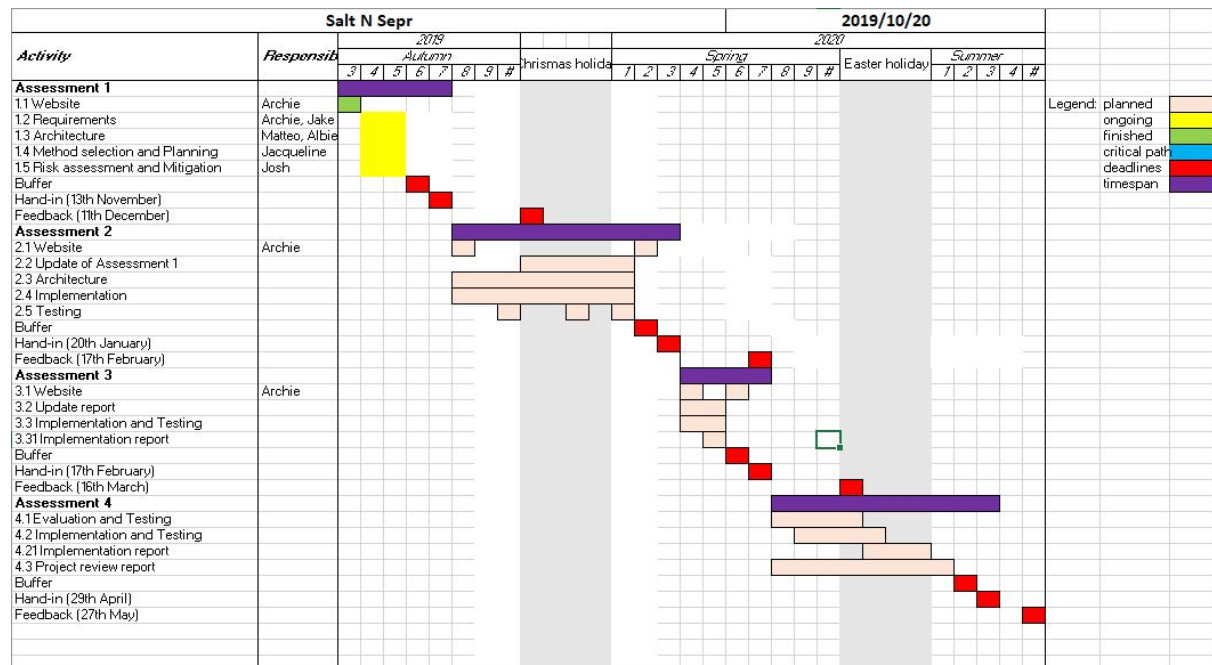 Salt N Sepr 2019/10/20
2019 2020
Activity Responsib Autumn Chrismas holida Spring Easter holiday Summer
3 4 5 6 7 8 9 # 1 2 3 4 5 6 7 8 9 # 1 2 3 4 #
Assessment 1
1.1 Website Archie Legend: planned
1.2 Requirements Archie, Jake ongoing
1.3 Architecture Matteo, Albie finished
1.4 Method selection and Planning Jacqueline critical path
1.5 Risk assessment and Mitigation Josh deadlines
Buffer timespan
Hand-in (13th November)
Feedback (11th December)
Assessment 2
2.1 Website Archie
2.2 Update of Assessment 1
2.3 Architecture
2.4 Implementation
2.5 Testing
Buffer
Hand-in (20th January)
Feedback (17th February)
Assessment 3
3.1 Website Archie
3.2 Update report
3.3 Implementation and Testing
3.31 Implementation report
Buffer
Hand-in (17th February)
Feedback (16th March)
Assessment 4
4.1 Evaluation and Testing
4.2 Implementation and Testing
4.21 Implementation report
4.3 Project review report
Buffer
Hand-in (29th April)
Feedback (27th May)